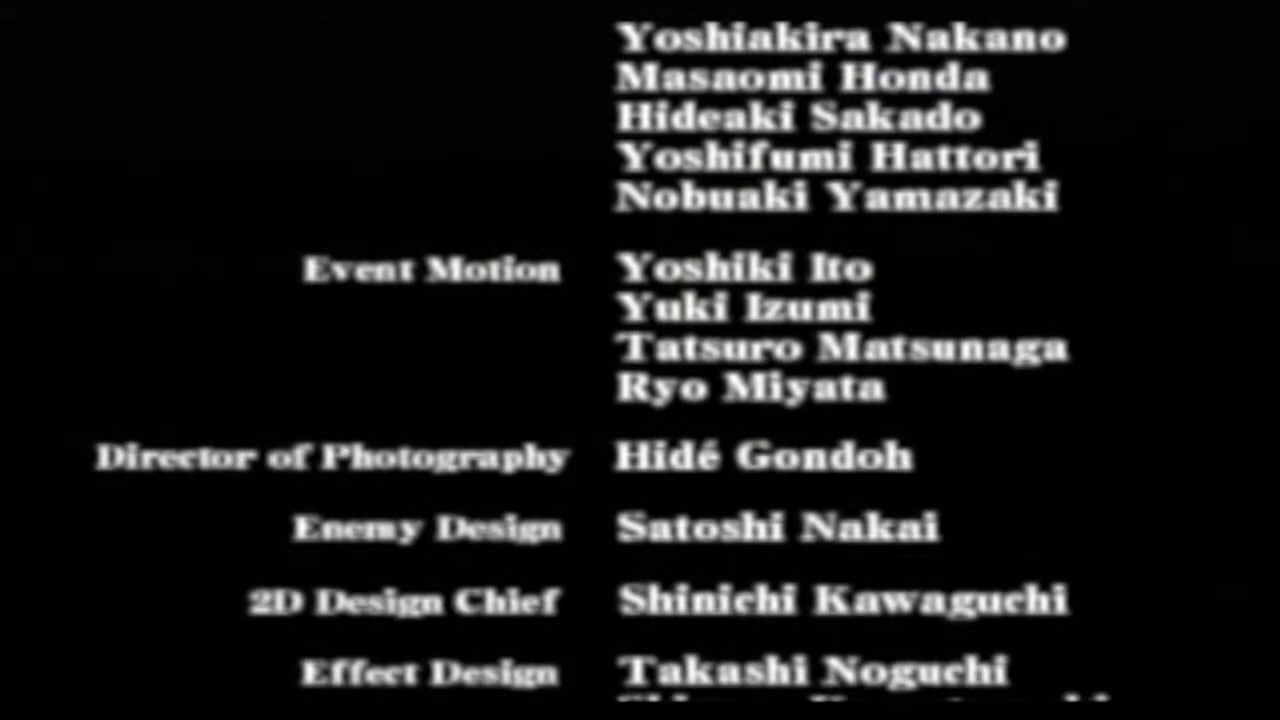 Yoshiakira Nakano
Masaomi Honda
Hideaki Sakado
Yoshifumi Hattori
Nobuaki Yamazaki
Event Motion Yoshiki Ito
Yuki Izumi
Tatsuro Matsunaga
Ryo Miyata
Director of Photography Hidé Gondoh
Enemy Design Satoshi Nakai
2D Design Chief Shinichi Kawaguchi
Effect Design Takashi Noguchi